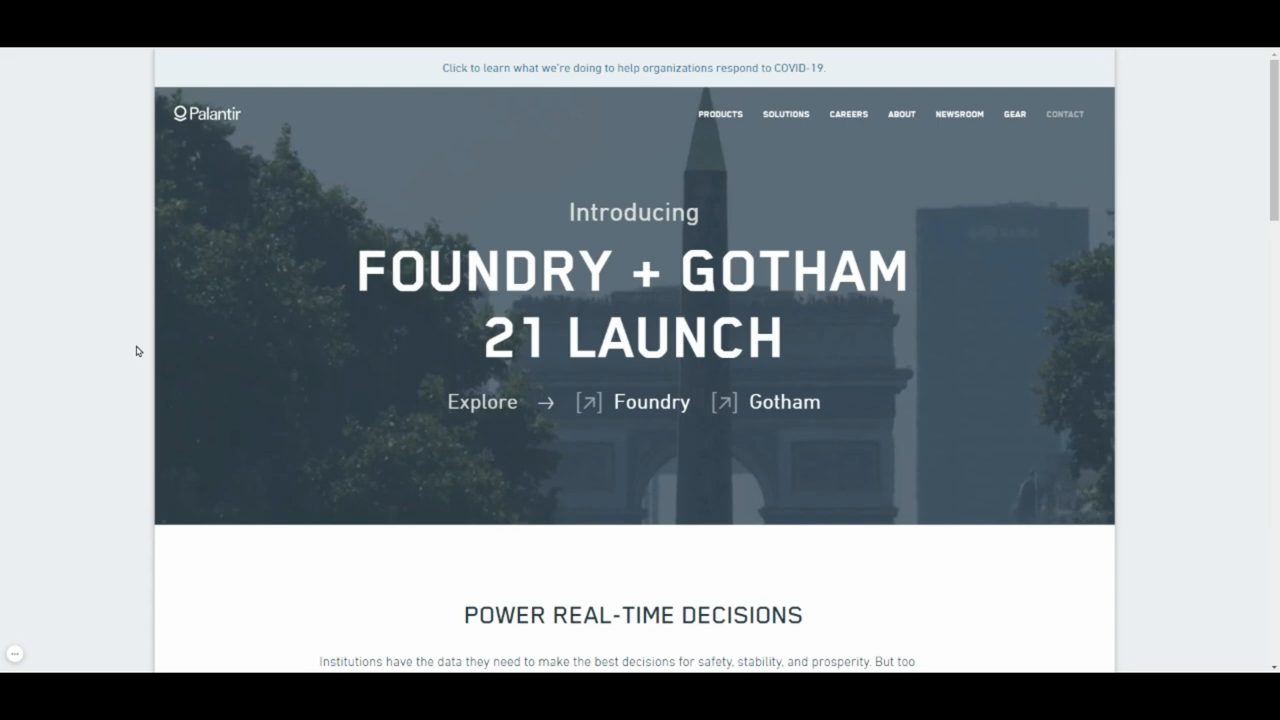 Click to learn what we're doing to help organizations respond to COVID-19.
Palantir
PRODUCTS SOLUTIONS CAREERS ABOUT NEWSROOM GEAR CONTACT
Introducing
FOUNDRY + GOTHAM
21 LAUNCH
Explore → [↗] Foundry [↗] Gotham
POWER REAL-TIME DECISIONS
Institutions have the data they need to make the best decisions for safety, stability, and prosperity. But too